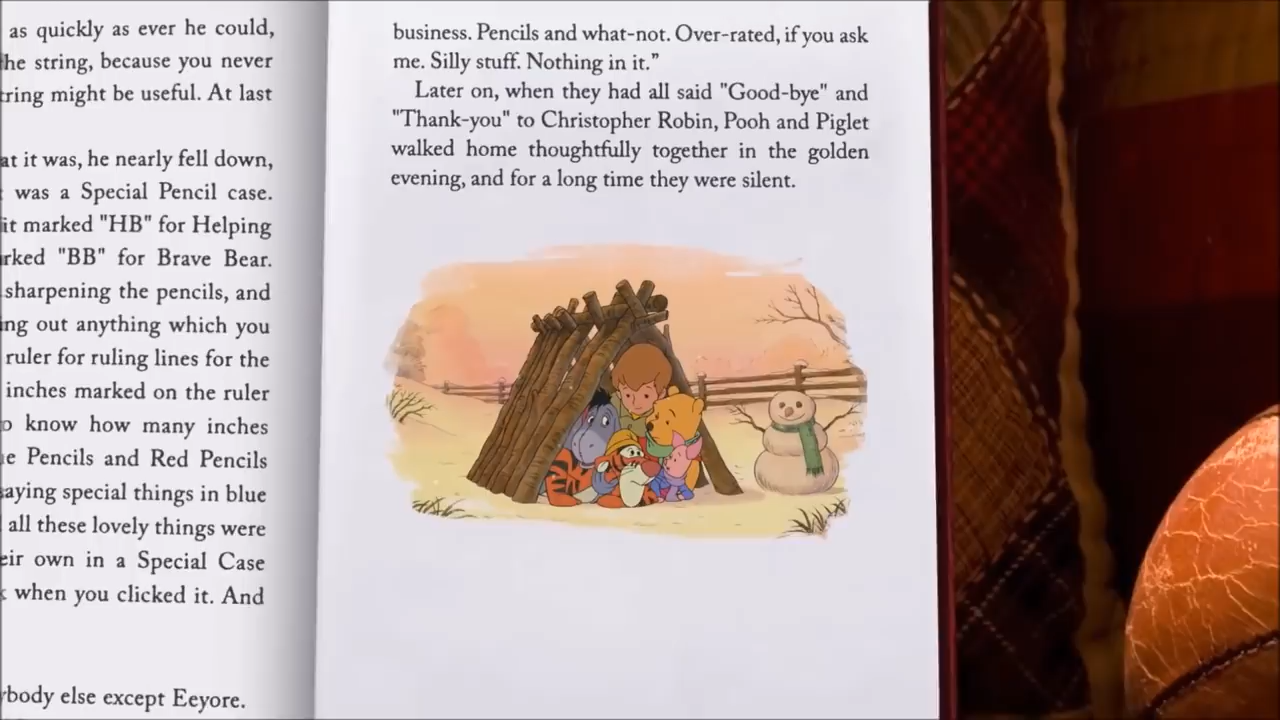 as quickly as ever he could,
he string, because you never
ring might be useful. At last
at it was, he nearly fell down,
was a Special Pencil case.
it marked "HB" for Helping
rked "BB" for Brave Bear.
sharpening the pencils, and
ng out anything which you
ruler for ruling lines for the
inches marked on the ruler
o know how many inches
e Pencils and Red Pencils
aying special things in blue
all these lovely things were
eir own in a Special Case
when you clicked it. And
ybody else except Eeyore.
business. Pencils and what-not. Over-rated, if you ask
me. Silly stuff. Nothing in it.”
Later on, when they had all said "Good-bye" and
"Thank-you" to Christopher Robin, Pooh and Piglet
walked home thoughtfully together in the golden
evening, and for a long time they were silent.